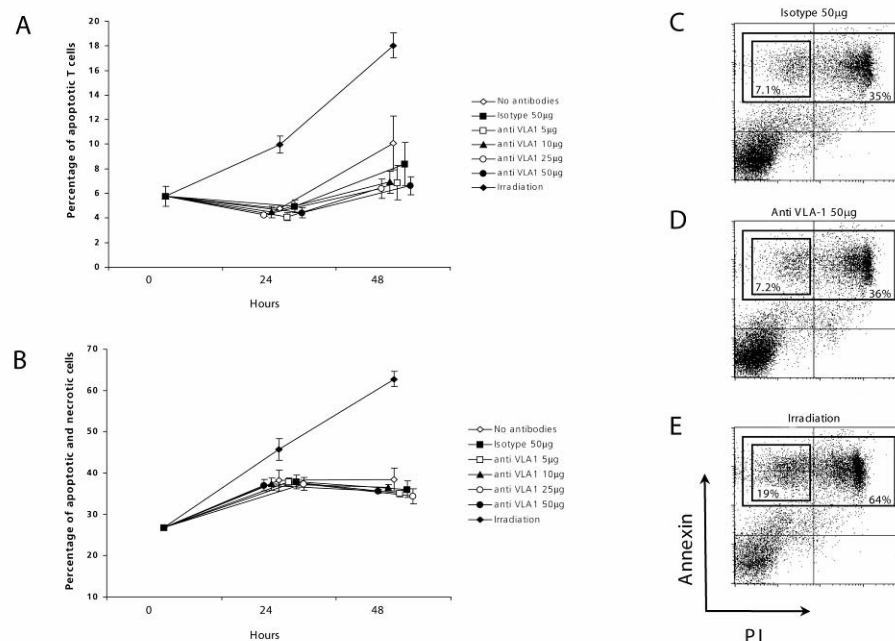 A
Percentage of apoptotic T cells
20
18
16
14
12
10
8
6
4
2
0
0
24
48
Hours
No antibodies
Isotype 50µg
anti VLA1 5µg
anti VLA1 10µg
anti VLA1 25µg
anti VLA1 50µg
Irradiation
B
Percentage of apoptotic and necrotic cells
70
60
50
40
30
20
10
0
24
48
Hours
No antibodies
Isotype 50µg
anti VLA1 5µg
anti VLA1 10µg
anti VLA1 25µg
anti VLA1 50µg
Irradiation
C
Isotype 50µg
7.1%
35%
D
Anti VLA-1 50µg
7.2%
36%
E
Irradiation
19%
64%
Annexin
P.I